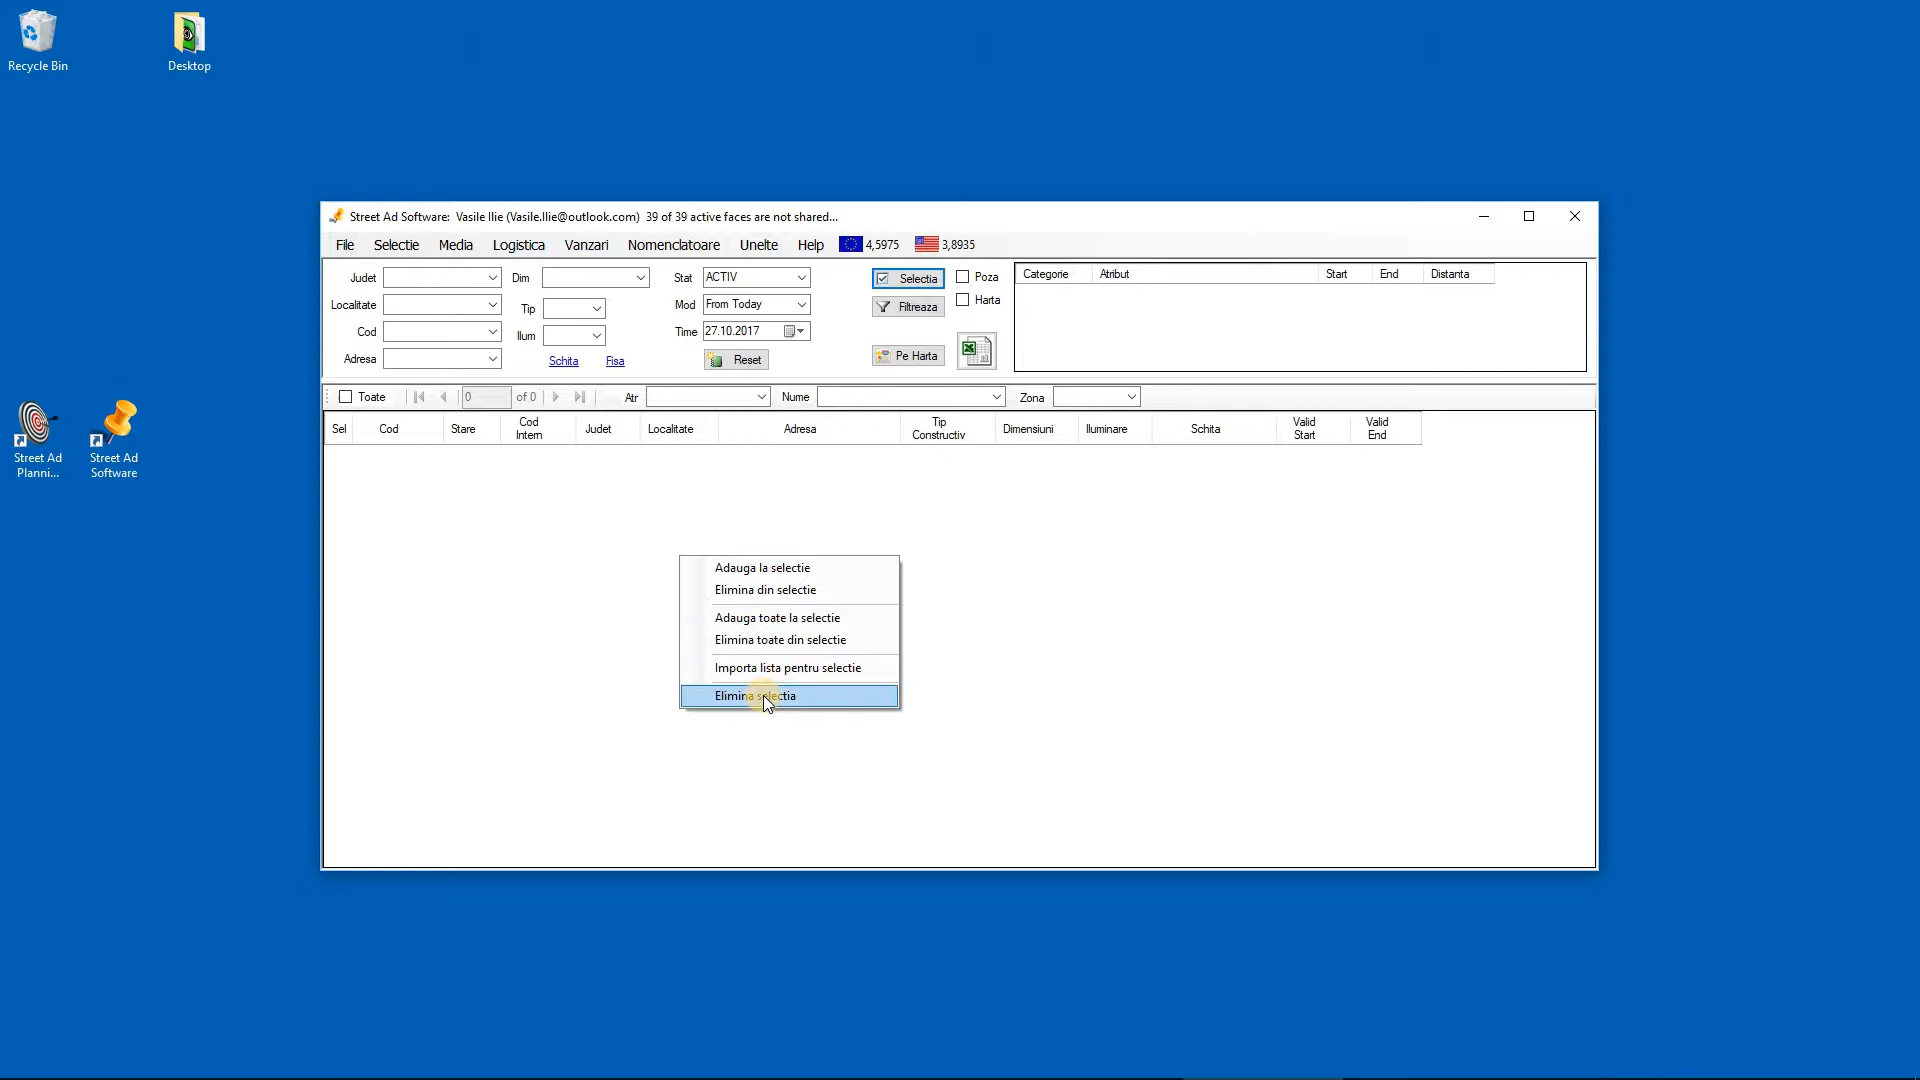 Recycle Bin
Desktop
Street Ad Software:  Vasile Ilie (Vasile.Ilie@outlook.com)  39 of 39 active faces are not shared...
File Selectie Media Logistica Vanzari Nomenclatoare Unelte Help 4,5975 3,8935
Judet Dim Stat ACTIV Selectia Poza Categorie Atribut Start End Distanta
Localitate Tip Mod From Today Filtreaza Harta
Cod Ilum Time 27.10.2017
Adresa Schita Fisa Reset Pe Harta
Toate 0 of 0 Atr Nume Zona
Sel Cod Stare Cod Intern Judet Localitate Adresa Tip Constructiv Dimensiuni Iluminare Schita Valid Start Valid End
Street Ad Planni...
Street Ad Software
Adauga la selectie
Elimina din selectie
Adauga toate la selectie
Elimina toate din selectie
Importa lista pentru selectie
Elimina selectia